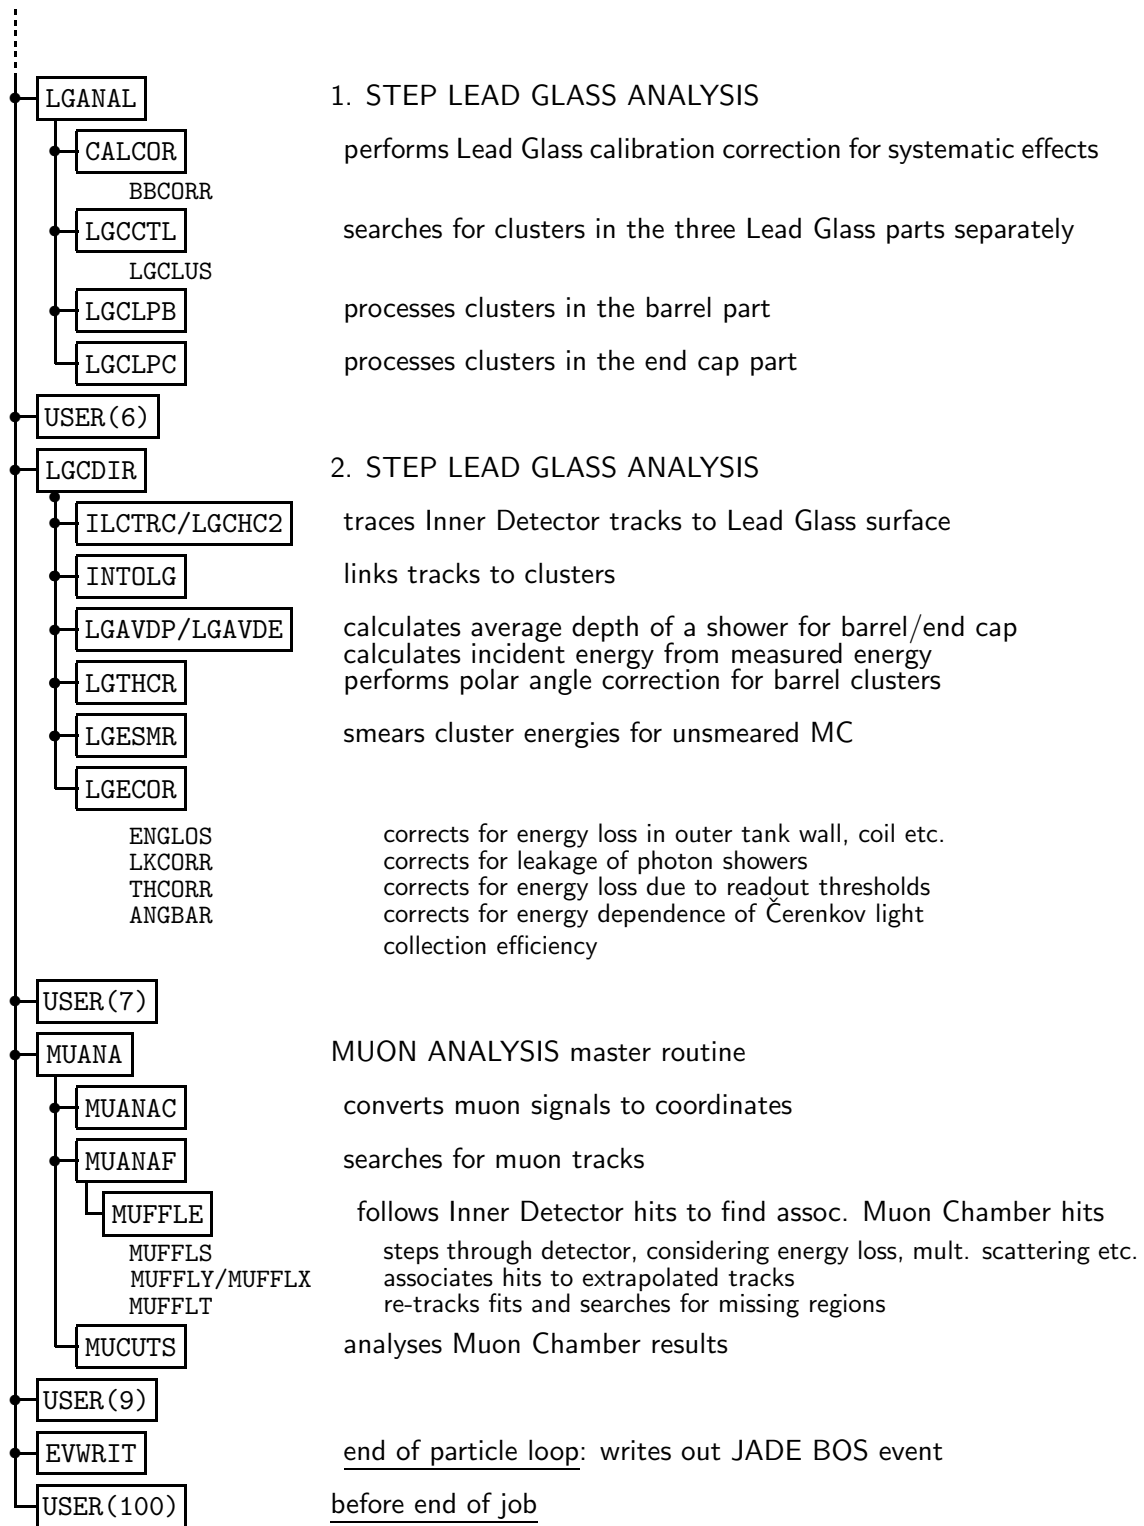 LGANAL 1. STEP LEAD GLASS ANALYSIS
CALCOR performs Lead Glass calibration correction for systematic effects
BBCORR
LGCCTL searches for clusters in the three Lead Glass parts separately
LGCLUS
LGCLPB processes clusters in the barrel part
LGCLPC processes clusters in the end cap part
USER(6)
LGCDIR 2. STEP LEAD GLASS ANALYSIS
ILCTRC/LGCHC2 traces Inner Detector tracks to Lead Glass surface
INTOLG links tracks to clusters
LGAVDP/LGAVDE calculates average depth of a shower for barrel/end cap
calculates incident energy from measured energy
LGTHCR performs polar angle correction for barrel clusters
LGESMR smears cluster energies for unsmeared MC
LGECOR
ENGLOS corrects for energy loss in outer tank wall, coil etc.
LKCORR corrects for leakage of photon showers
THCORR corrects for energy loss due to readout thresholds
ANGBAR corrects for energy dependence of Čerenkov light
collection efficiency
USER(7)
MUANA MUON ANALYSIS master routine
MUANAC converts muon signals to coordinates
MUANAF searches for muon tracks
MUFFLE follows Inner Detector hits to find assoc. Muon Chamber hits
MUFFLS steps through detector, considering energy loss, mult. scattering etc.
MUFFLY/MUFFLX associates hits to extrapolated tracks
MUFFLT re-tracks fits and searches for missing regions
MUCUTS analyses Muon Chamber results
USER(9)
EVWRIT end of particle loop: writes out JADE BOS event
USER(100) before end of job